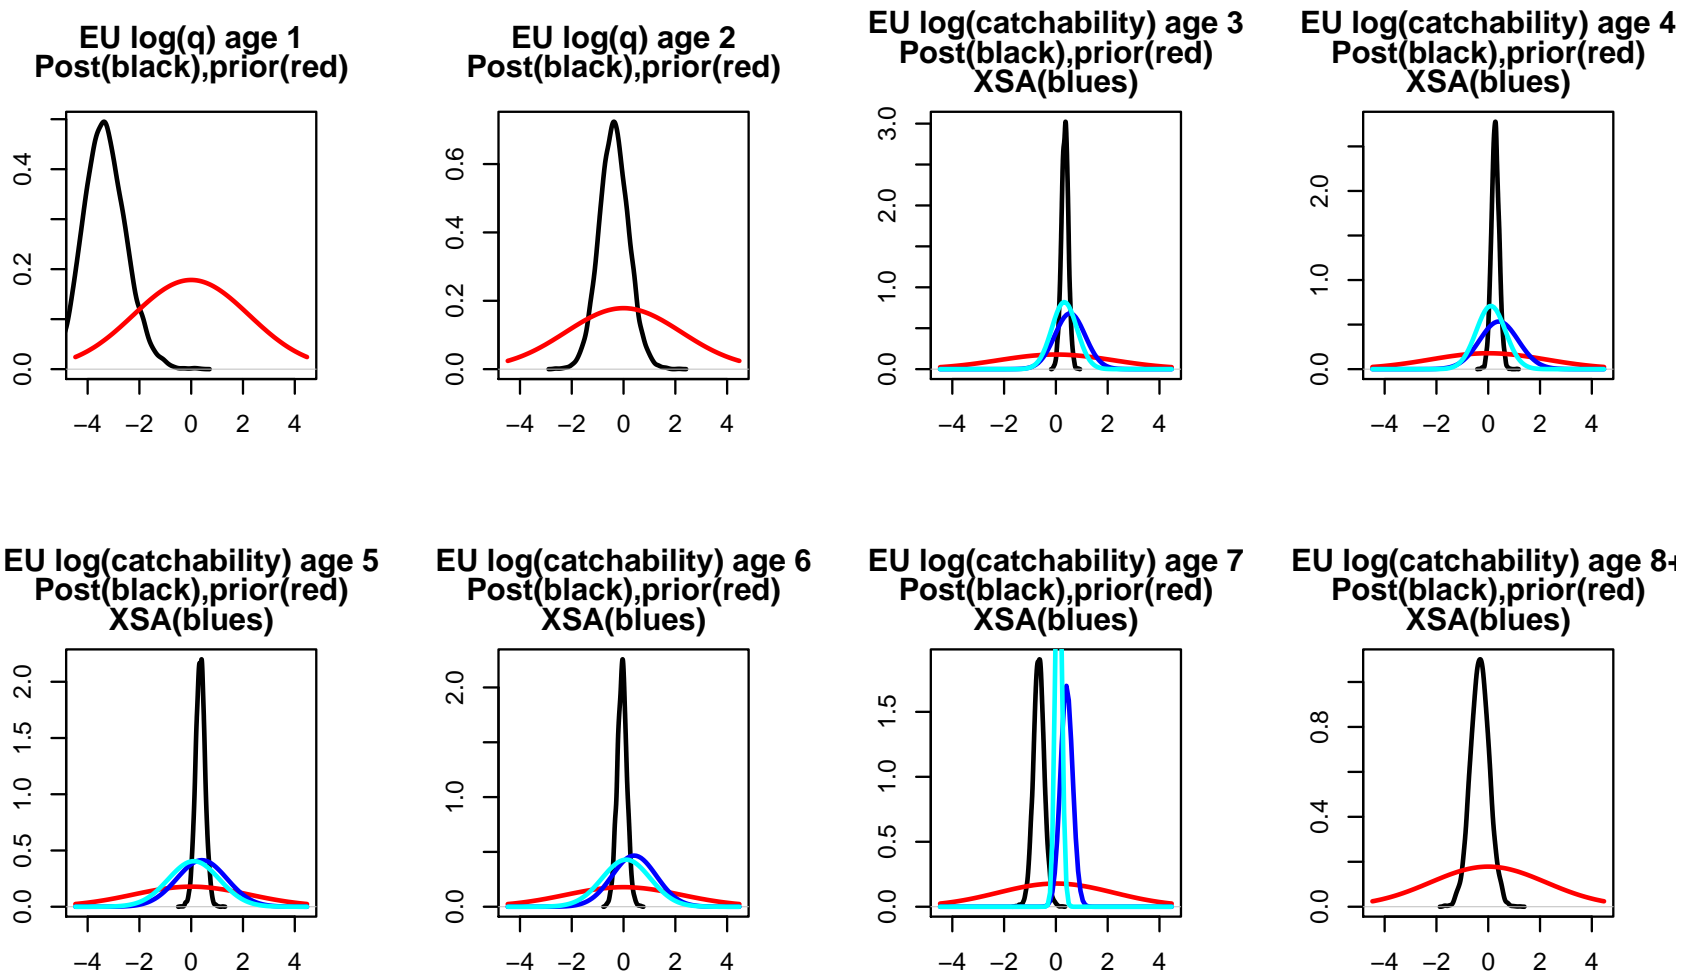 EU log(q) age 1
Post(black),prior(red)
0.0 0.2 0.4
−4 −2 0 2 4
EU log(q) age 2
Post(black),prior(red)
0.0 0.2 0.4 0.6
−4 −2 0 2 4
EU log(catchability) age 3
Post(black),prior(red)
XSA(blues)
0.0 1.0 2.0 3.0
−4 −2 0 2 4
EU log(catchability) age 4
Post(black),prior(red)
XSA(blues)
0.0 1.0 2.0
−4 −2 0 2 4
EU log(catchability) age 5
Post(black),prior(red)
XSA(blues)
0.0 0.5 1.0 1.5 2.0
−4 −2 0 2 4
EU log(catchability) age 6
Post(black),prior(red)
XSA(blues)
0.0 1.0 2.0
−4 −2 0 2 4
EU log(catchability) age 7
Post(black),prior(red)
XSA(blues)
0.0 0.5 1.0 1.5
−4 −2 0 2 4
EU log(catchability) age 8+
Post(black),prior(red)
XSA(blues)
0.0 0.4 0.8
−4 −2 0 2 4